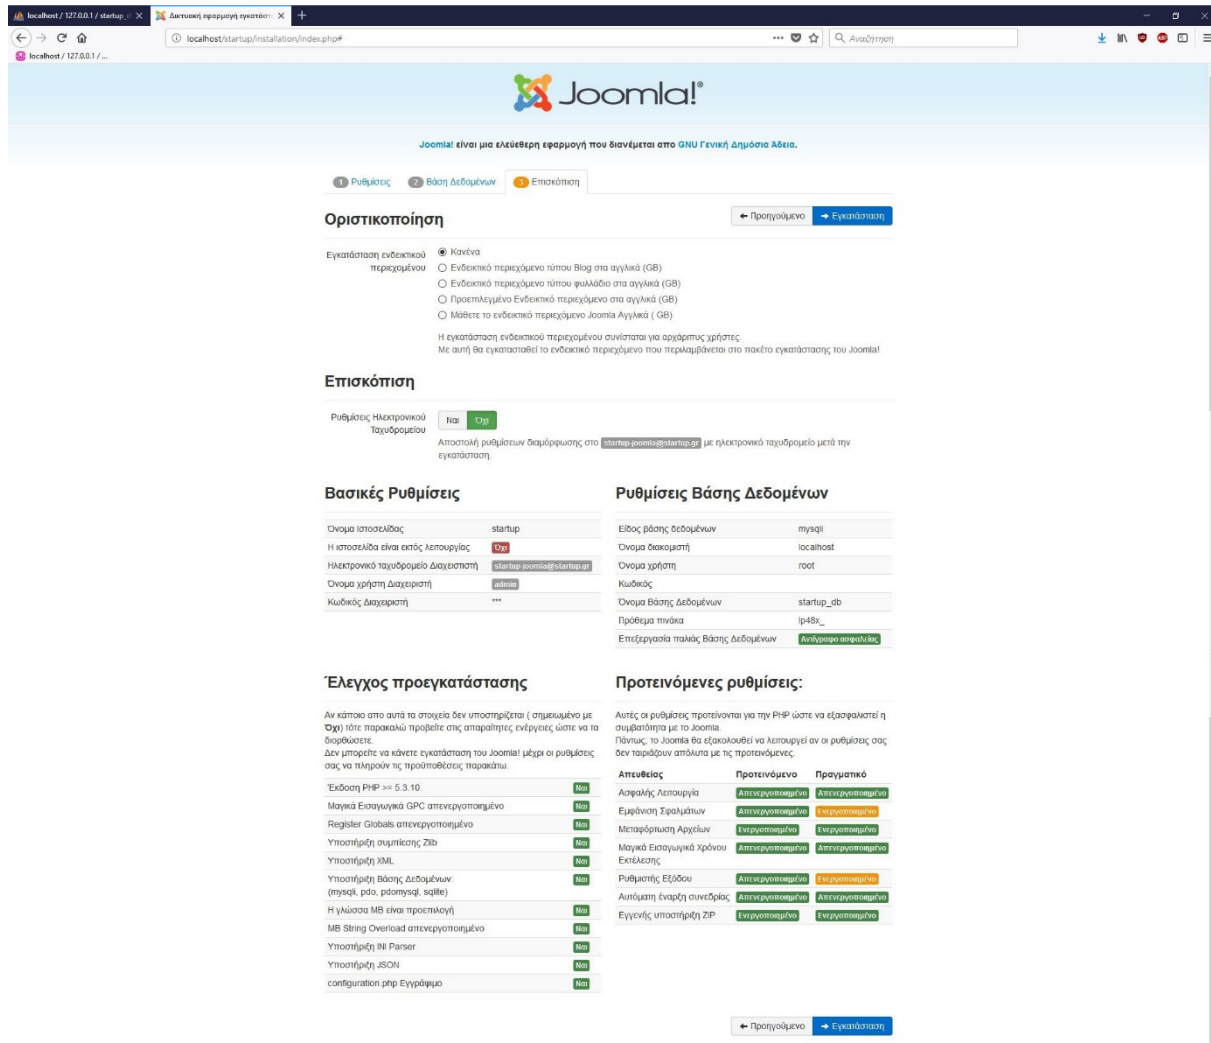 localhost / 127.0.0.1 / startup_d
Δικτυακή εφαρμογή εγκατάστ
localhost/startup/installation/index.php#
Αναζήτηση
localhost / 127.0.0.1 / ...
Joomla!®
Joomla! είναι μια ελεύεθερη εφαρμογή που διανέμεται απο GNU Γενική Δημόσια Άδεια.
1 Ρυθμίσεις 2 Βάση Δεδομένων 3 Επισκόπιση
Οριστικοποίηση
Προηγούμενο Εγκατάσταση
Εγκατάσταση ενδεικτικού
περιεχομένου
Κανένα
Ενδεικτικό περιεχόμενο τύπου Blog στα αγγλικά (GB)
Ενδεικτικό περιεχόμενο τύπου φυλλάδιο στα αγγλικά (GB)
Προεπιλεγμένο Ενδεικτικό περιεχόμενο στα αγγλικά (GB)
Μάθετε το ενδεικτικό περιεχόμενο Joomla Αγγλικά ( GB)
Η εγκατάσταση ενδεικτικού περιεχομένου συνίσταται για αρχάριπυς χρήστες.
Με αυτή θα εγκατασταθεί το ενδεικτικό περιεχόμενο που περιλαμβάνεται στο πακέτο εγκατάστασης του Joomla!
Επισκόπιση
Ρυθμίσεις Ηλεκτρονικού
Ταχυδρομείου
Ναι Όχι
Αποστολή ρυθμίσεων διαμόρφωσης στο startup-joomla@startup.gr με ηλεκτρονικό ταχυδρομείο μετά την
εγκατάσταση.
Βασικές Ρυθμίσεις
Όνομα Ιστοσελίδας startup
Η ιστοσελίδα είναι εκτός λειτουργίας Όχι
Ηλεκτρονικό ταχυδρομείο Διαχειστιστή startup-joomla@startup.gr
Όνομα χρήστη Διαχειριστή admin
Κωδικός Διαχειριστή ***
Ρυθμίσεις Βάσης Δεδομένων
Είδος βάσης δεδομένων mysqli
Όνομα διακομιστή localhost
Όνομα χρήστη root
Κωδικός
Όνομα Βάσης Δεδομένων startup_db
Πρόθεμα πινάκα lp48x_
Επεξεργασία παλιάς Βάσης Δεδομένων Αντίγραφο ασφαλείας
Έλεγχος προεγκατάστασης
Αν κάποιο απο αυτά τα στοιχεία δεν υποστηρίζεται ( σημειωμένο με
Όχι) τότε παρακαλώ προβείτε στις απαραίτητες ενέργειες ώστε να τα
διορθώσετε.
Δεν μπορείτε να κάνετε εγκατάσταση του Joomla! μέχρι οι ρυθμίσεις
σας να πληρούν τις προϋποθέσεις παρακάτω.
Έκδοση PHP >= 5.3.10 Ναι
Μαγικά Εισαγωγικά GPC απενεργοποιημένο Ναι
Register Globals απενεργοποιημένο Ναι
Υποστήριξη συμπίεσης Zlib Ναι
Υποστήριξη XML Ναι
Υποστήριξη Βάσης Δεδομένων: Ναι
(mysqli, pdo, pdomysql, sqlite)
Η γλώσσα MB είναι προεπιλογή Ναι
MB String Overload απενεργοποιημένο Ναι
Υποστήριξη INI Parser Ναι
Υποστήριξη JSON Ναι
configuration.php Εγγράψιμο Ναι
Προτεινόμενες ρυθμίσεις:
Αυτές οι ρυθμίσεις προτείνονται για την PHP ώστε να εξασφαλιστεί η
συμβατότητα με το Joomla.
Πάντως, το Joomla θα εξακολουθεί να λειτουργεί αν οι ρυθμίσεις σας
δεν ταιριάζουν απόλυτα με τις προτεινόμενες.
Απευθείας Προτεινόμενο Πραγματικό
Ασφαλής Λειτουργία Απενεργοποιημένο Απενεργοποιημένο
Εμφάνιση Σφαλμάτων Απενεργοποιημένο Ενεργοποιημένο
Μεταφόρτωση Αρχείων Ενεργοποιημένο Ενεργοποιημένο
Μαγικά Εισαγωγικά Χρόνου Απενεργοποιημένο Απενεργοποιημένο
Εκτέλεσης
Ρυθμιστής Εξόδου Απενεργοποιημένο Ενεργοποιημένο
Αυτόματη έναρξη συνεδρίας Απενεργοποιημένο Απενεργοποιημένο
Εγγενής υποστήριξη ZIP Ενεργοποιημένο Ενεργοποιημένο
Προηγούμενο Εγκατάσταση